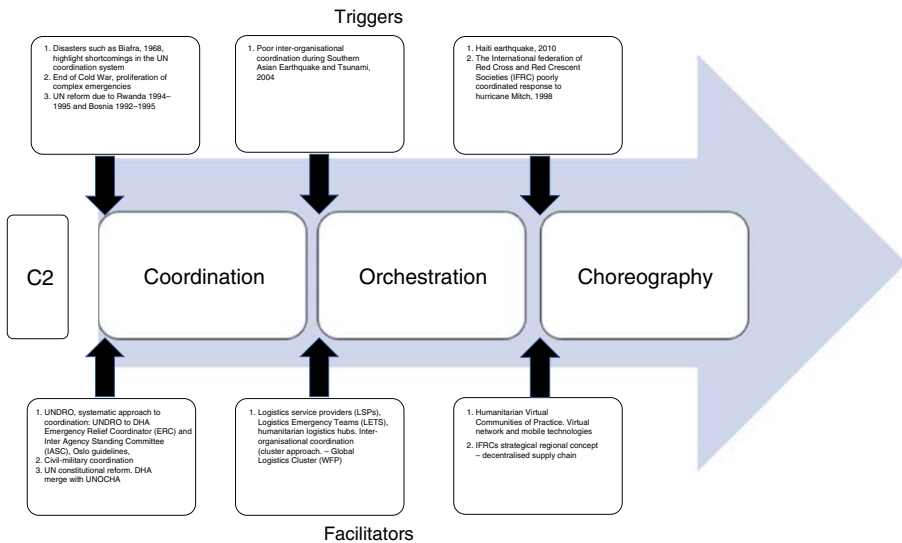 Triggers
1. Disasters such as Biafra, 1968,
highlight shortcomings in the UN
coordination system
2. End of Cold War, proliferation of
complex emergencies
3. UN reform due to Rwanda 1994–
1995 and Bosnia 1992–1995
1. Poor inter-organisational
coordination during Southern
Asian Earthquake and Tsunami,
2004
1. Haiti earthquake, 2010
2. The International federation of
Red Cross and Red Crescent
Societies (IFRC) poorly
coordinated response to
hurricane Mitch, 1998
C2
Coordination
Orchestration
Choreography
1. UNDRO, systematic approach to
coordination: UNDRO to DHA
Emergency Relief Coordinator (ERC) and
Inter Agency Standing Committee
(IASC), Oslo guidelines,
2. Civil-military coordination
3. UN constitutional reform. DHA
merge with UNOCHA
1. Logistics service providers (LSPs),
Logistics Emergency Teams (LETS),
humanitarian logistics hubs. Inter-
organisational coordination
(cluster approach. – Global
Logistics Cluster (WFP)
1. Humanitarian Virtual
Communities of Practice. Virtual
network and mobile technologies
2. IFRCs strategical regional concept
– decentralised supply chain
Facilitators